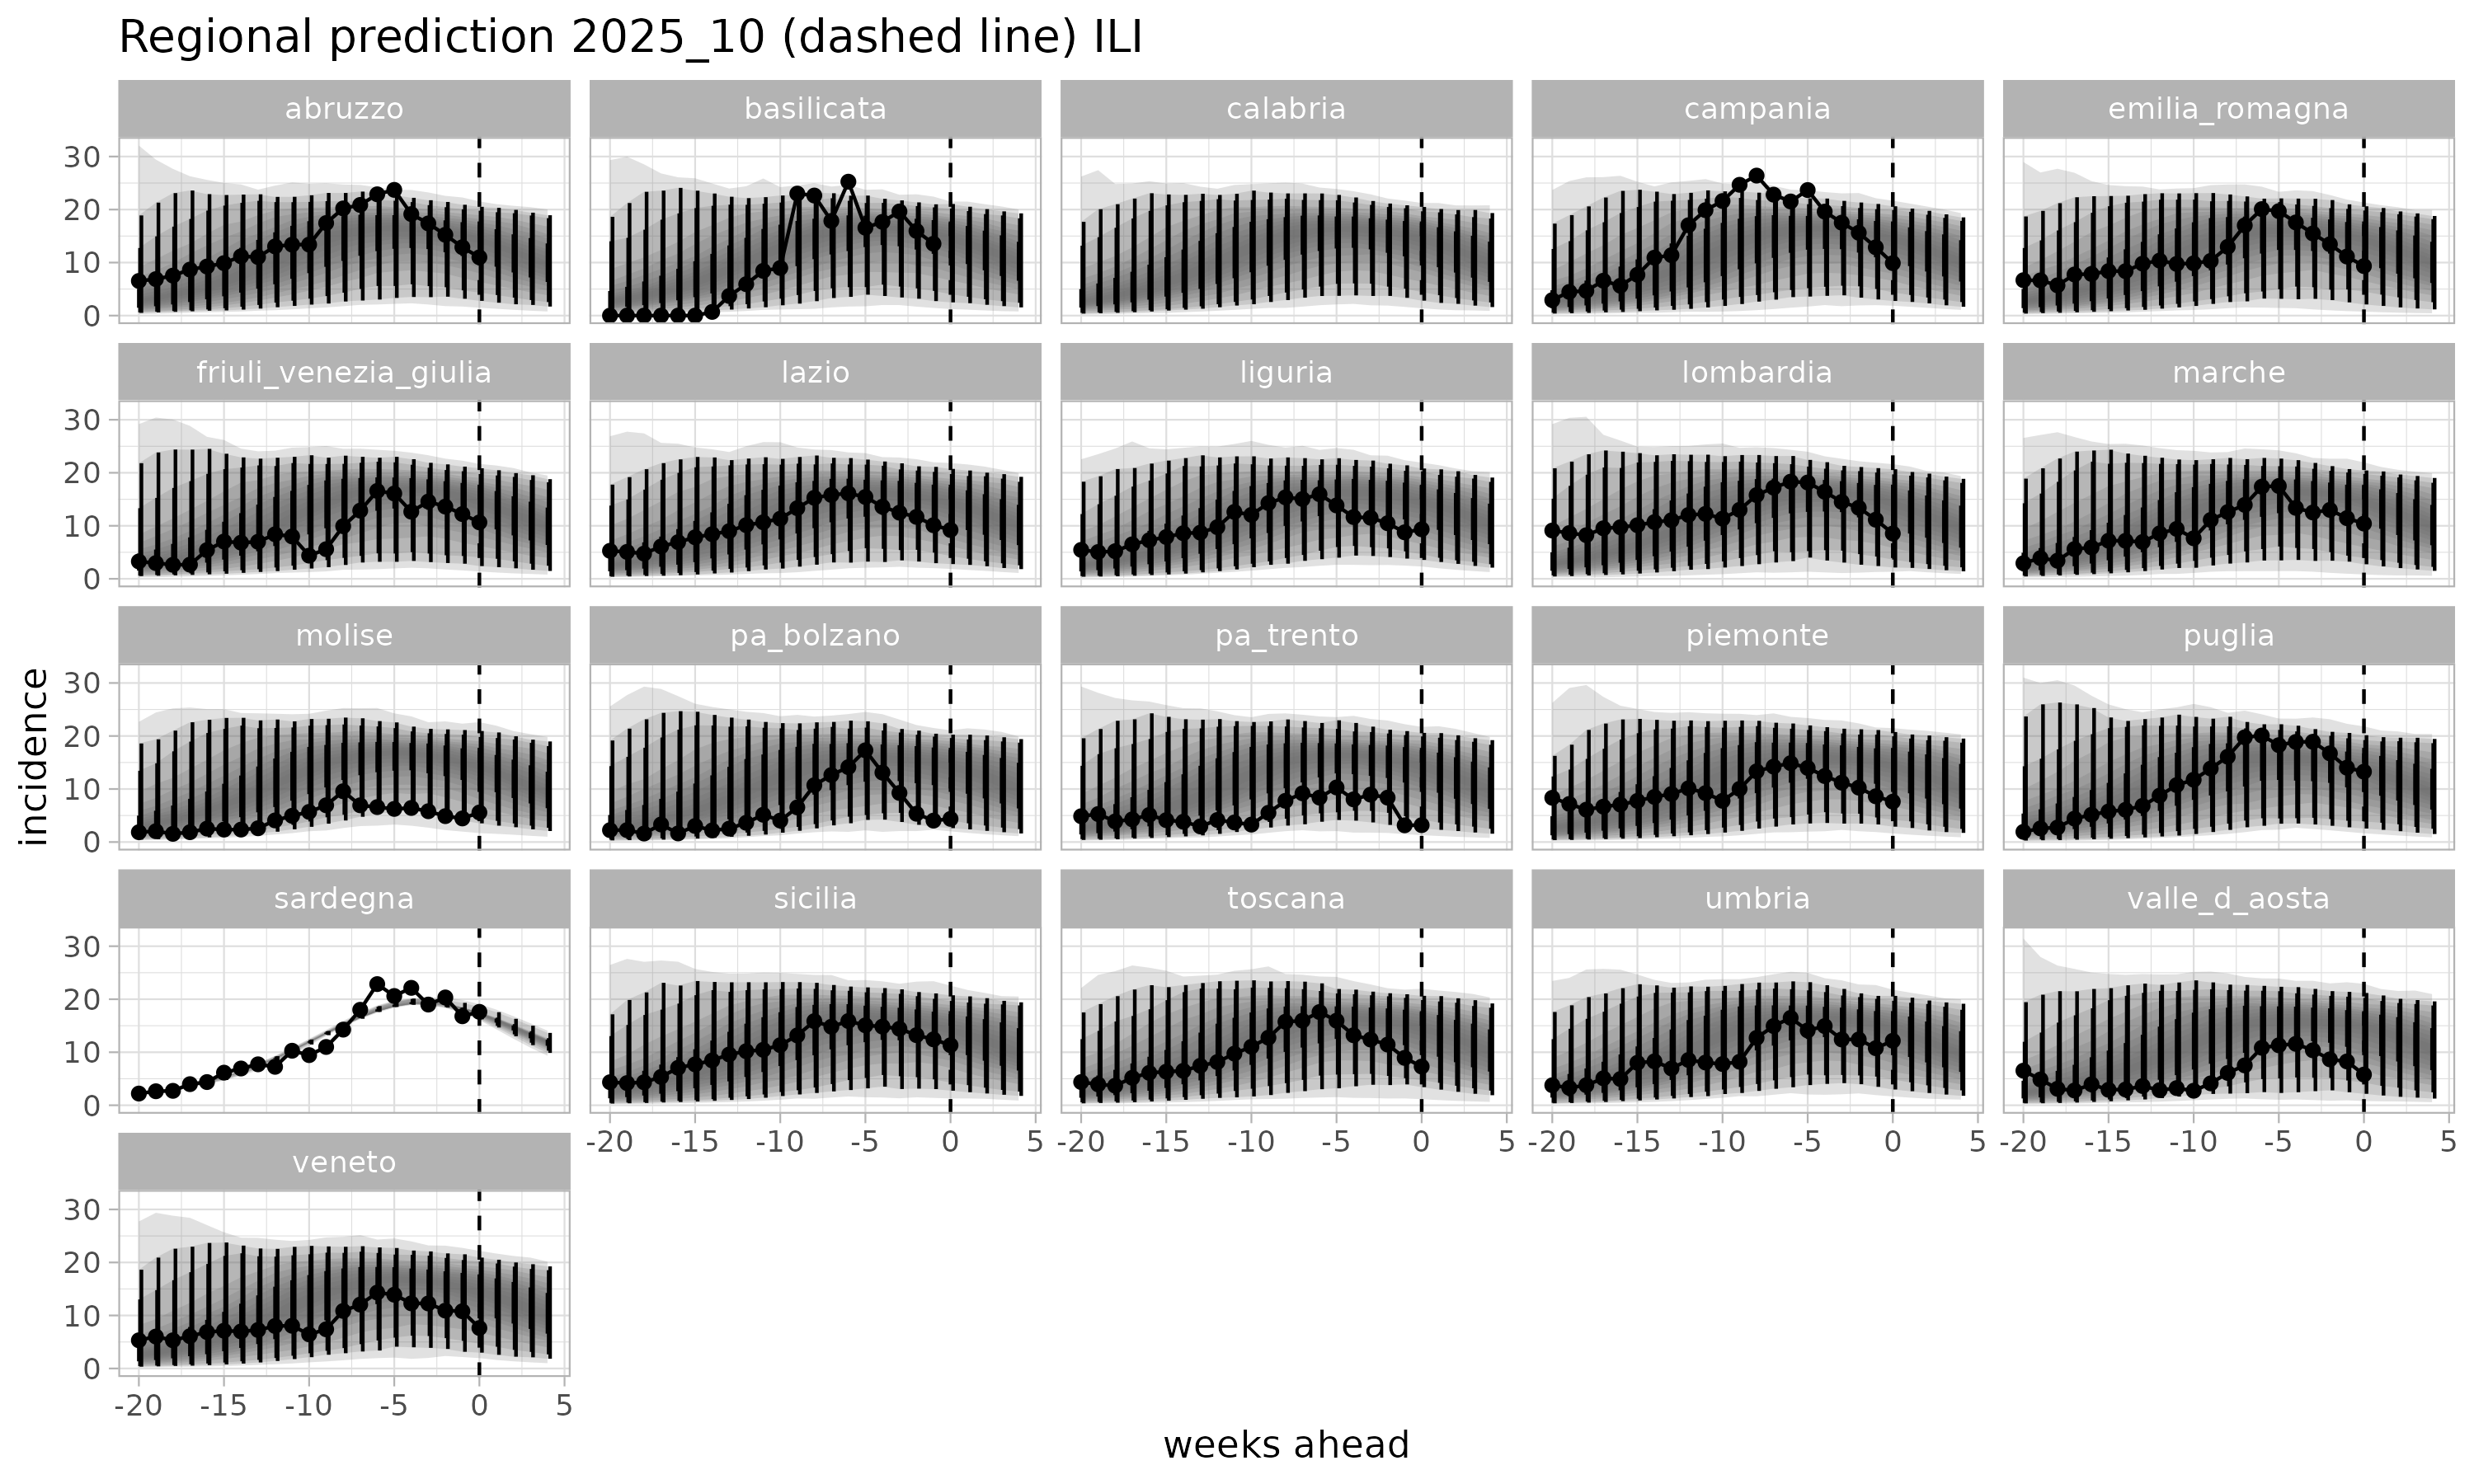 Regional prediction 2025_10 (dashed line) ILI
abruzzo basilicata calabria campania emilia_romagna
30
20
10
0
friuli_venezia_giulia lazio liguria lombardia marche
30
20
10
0
molise pa_bolzano pa_trento piemonte puglia
30
20
10
0
incidence
sardegna sicilia toscana umbria valle_d_aosta
30
20
10
0
-20 -15 -10 -5 0 5 -20 -15 -10 -5 0 5 -20 -15 -10 -5 0 5 -20 -15 -10 -5 0 5
veneto
30
20
10
0
-20 -15 -10 -5 0 5
weeks ahead